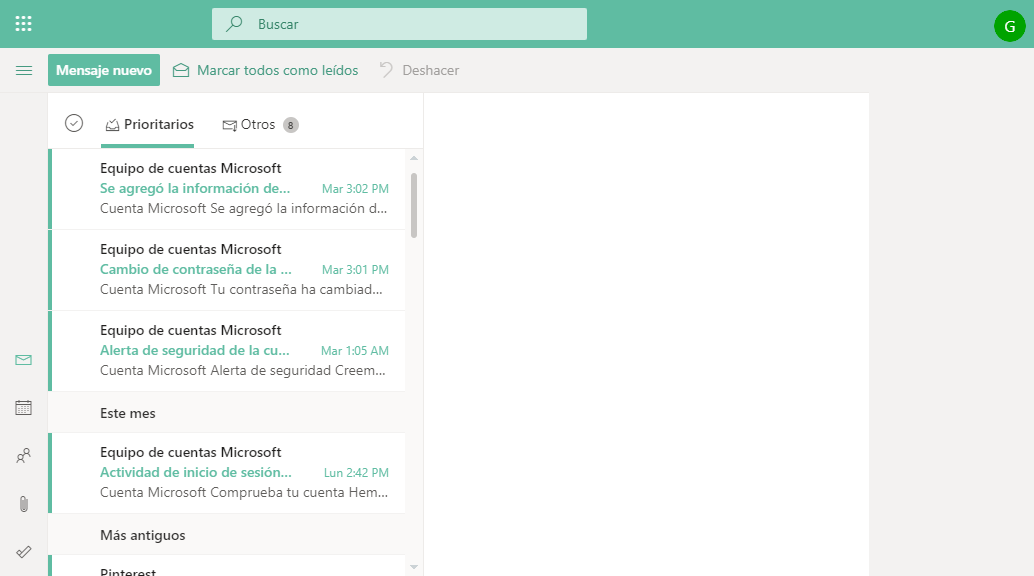 Buscar
G
Mensaje nuevo
Marcar todos como leídos
Deshacer
Prioritarios
Otros 8
Equipo de cuentas Microsoft
Se agregó la información de... Mar 3:02 PM
Cuenta Microsoft Se agregó la información d...
Equipo de cuentas Microsoft
Cambio de contraseña de la ... Mar 3:01 PM
Cuenta Microsoft Tu contraseña ha cambiad...
Equipo de cuentas Microsoft
Alerta de seguridad de la cu... Mar 1:05 AM
Cuenta Microsoft Alerta de seguridad Creem...
Este mes
Equipo de cuentas Microsoft
Actividad de inicio de sesión... Lun 2:42 PM
Cuenta Microsoft Comprueba tu cuenta Hem...
Más antiguos
Pinterest